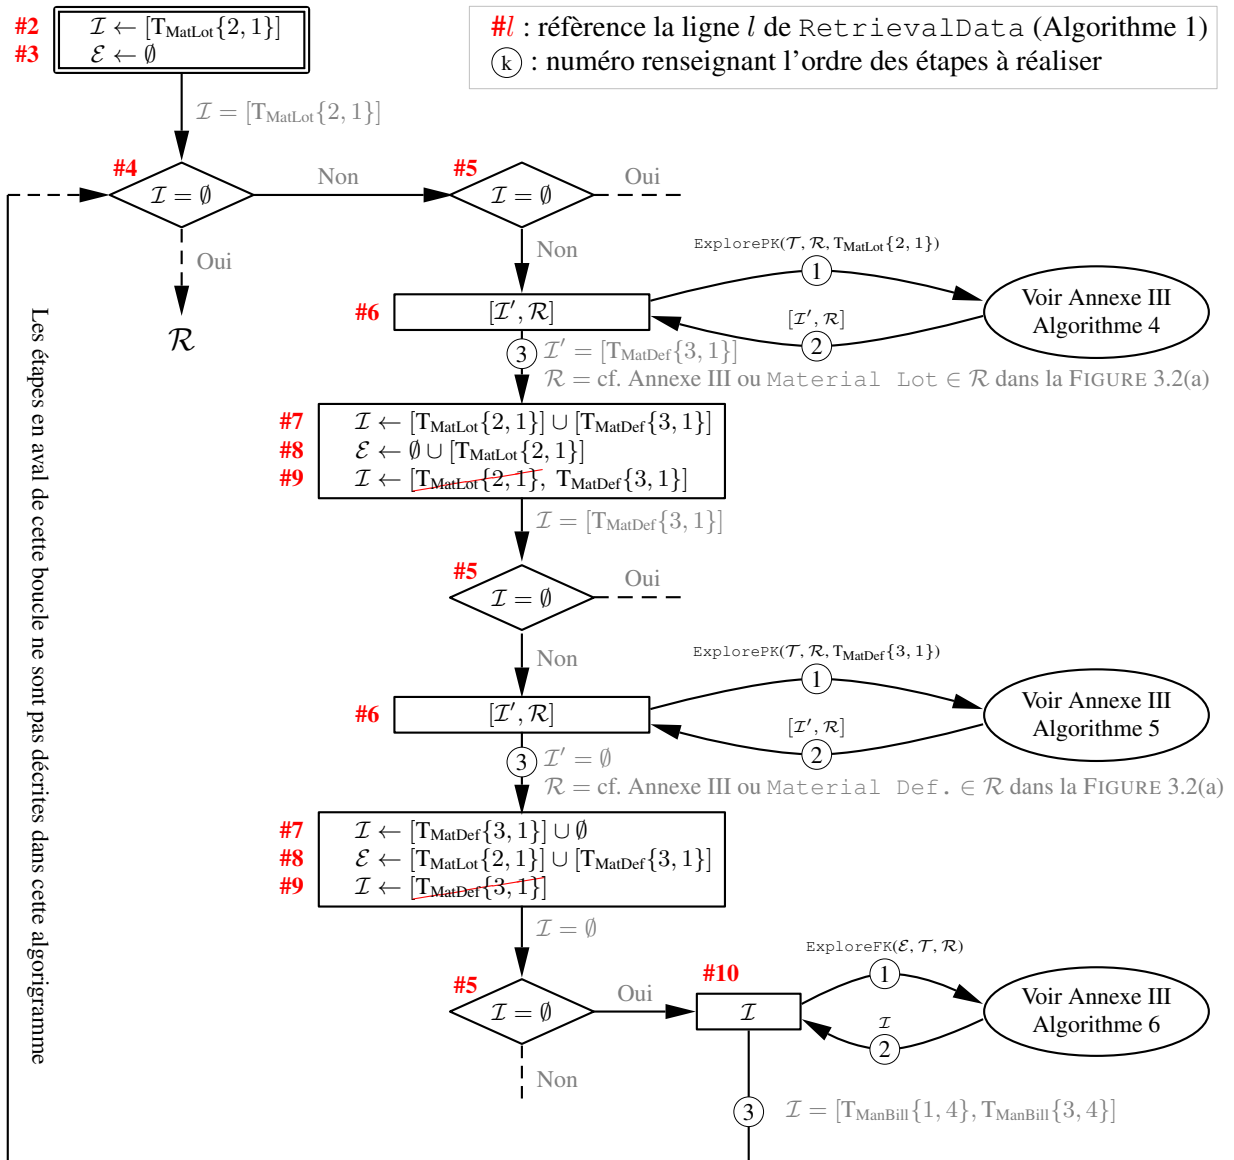 #2 I ← [T_MatLot{2, 1}]
#3 E ← ∅
#l : réfèrence la ligne l de RetrievalData (Algorithme 1)
k : numéro renseignant l'ordre des étapes à réaliser
I = [T_MatLot{2, 1}]
#4 I = ∅
Non
#5 I = ∅
Oui
Oui
R
Non
ExplorePK(T, R, T_MatLot{2, 1})
1
#6 [I', R]
[I', R]
2
Voir Annexe III
Algorithme 4
3 I' = [T_MatDef{3, 1}]
R = cf. Annexe III ou Material Lot ∈ R dans la FIGURE 3.2(a)
#7 I ← [T_MatLot{2, 1}] ∪ [T_MatDef{3, 1}]
#8 E ← ∅ ∪ [T_MatLot{2, 1}]
#9 I ← [T_MatLot{2, 1}, T_MatDef{3, 1}]
I = [T_MatDef{3, 1}]
#5 I = ∅
Oui
Non
ExplorePK(T, R, T_MatDef{3, 1})
1
#6 [I', R]
[I', R]
2
Voir Annexe III
Algorithme 5
3 I' = ∅
R = cf. Annexe III ou Material Def. ∈ R dans la FIGURE 3.2(a)
#7 I ← [T_MatDef{3, 1}] ∪ ∅
#8 E ← [T_MatLot{2, 1}] ∪ [T_MatDef{3, 1}]
#9 I ← [T_MatDef{3, 1}]
I = ∅
#5 I = ∅
Oui
Non
#10 I
ExploreFK(E, T, R)
1
I
2
Voir Annexe III
Algorithme 6
3 I = [T_ManBill{1, 4}, T_ManBill{3, 4}]
Les étapes en aval de cette boucle ne sont pas décrites dans cette algorigramme